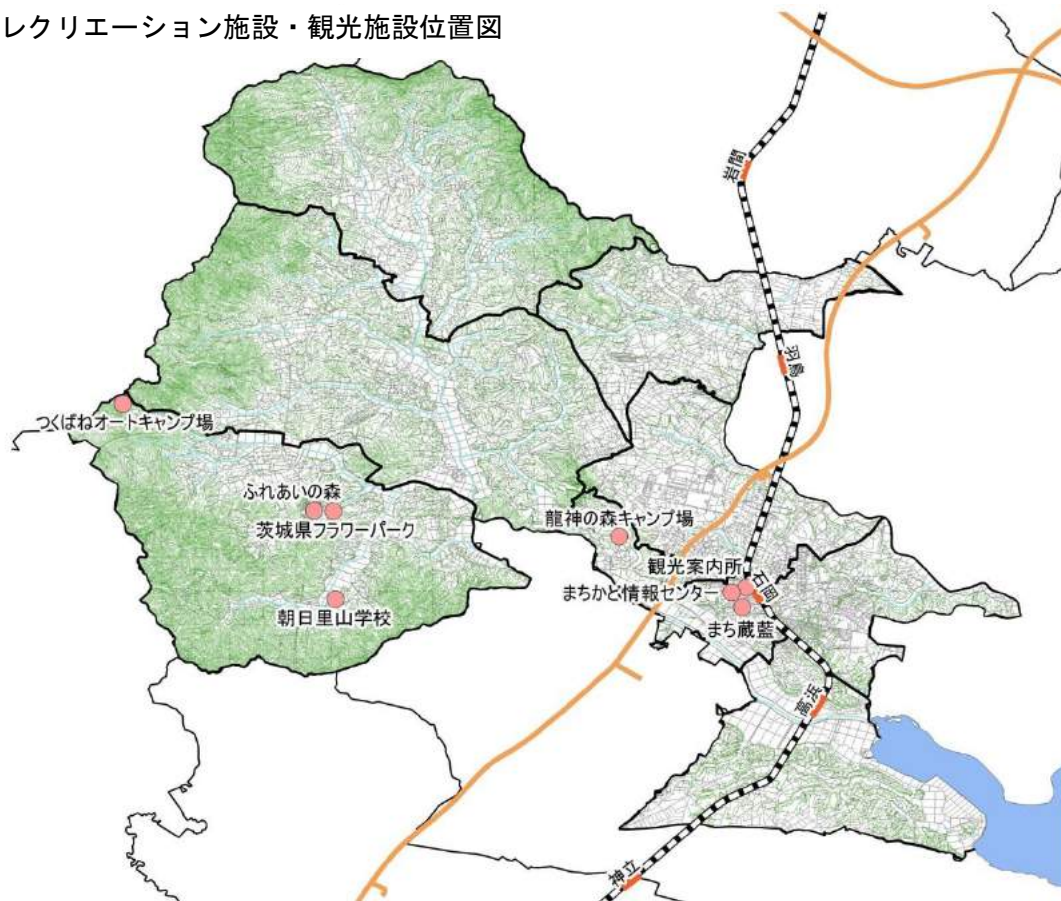 レクリエーション施設・観光施設位置図
岩間
羽鳥
つくばねオートキャンプ場
ふれあいの森
茨城県フラワーパーク
龍神の森キャンプ場
観光案内所
石岡
まちかど情報センター
朝日里山学校
まち蔵藍
高浜
神立